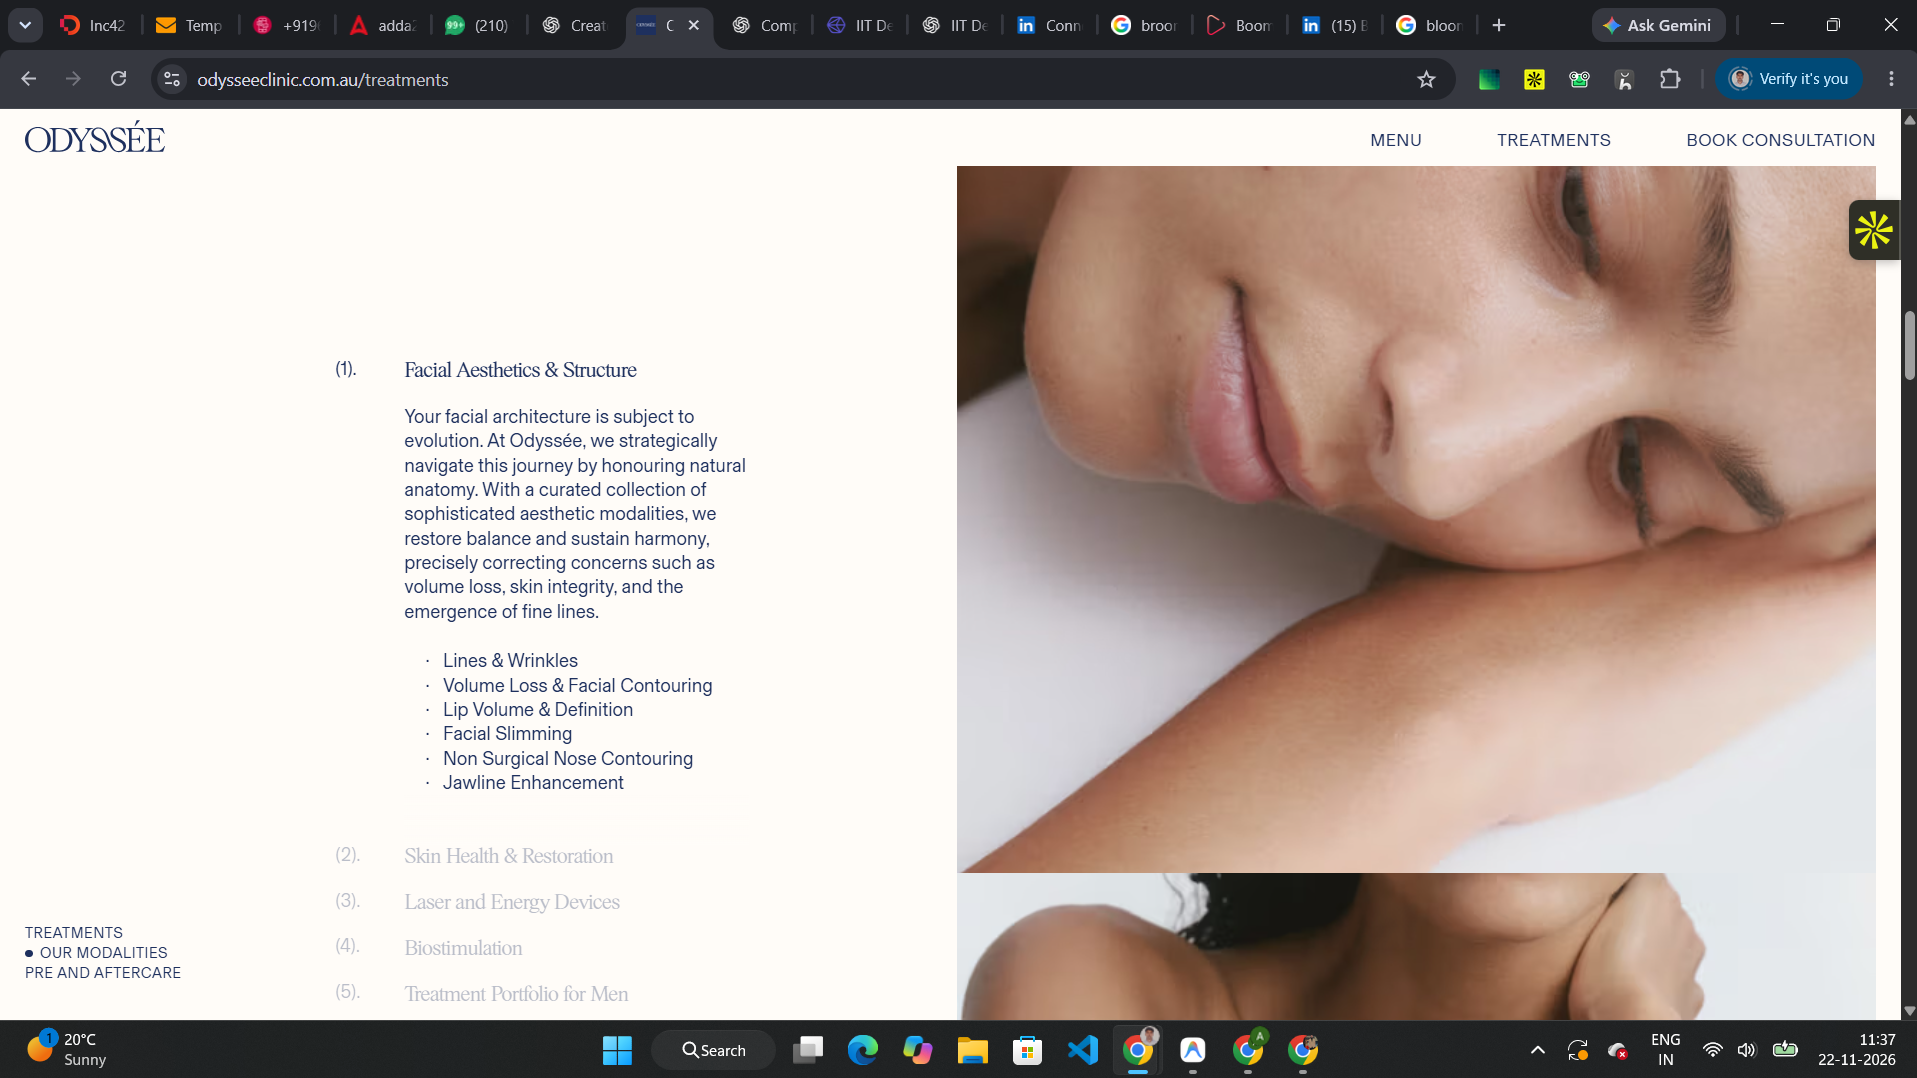 Inc42
Temp
+919
adda
(210)
Creat
C
Comp
IIT De
IIT De
Conn
broor
Boom
(15) B
bloon
Ask Gemini
odysseeclinic.com.au/treatments
Verify it's you
ODYSSÉE
MENU
TREATMENTS
BOOK CONSULTATION
(1). Facial Aesthetics & Structure
Your facial architecture is subject to
evolution. At Odyssée, we strategically
navigate this journey by honouring natural
anatomy. With a curated collection of
sophisticated aesthetic modalities, we
restore balance and sustain harmony,
precisely correcting concerns such as
volume loss, skin integrity, and the
emergence of fine lines.
· Lines & Wrinkles
· Volume Loss & Facial Contouring
· Lip Volume & Definition
· Facial Slimming
· Non Surgical Nose Contouring
· Jawline Enhancement
(2). Skin Health & Restoration
(3). Laser and Energy Devices
(4). Biostimulation
(5). Treatment Portfolio for Men
TREATMENTS
OUR MODALITIES
PRE AND AFTERCARE
1
20°C
Sunny
Search
A
ENG
IN
11:37
22-11-2026